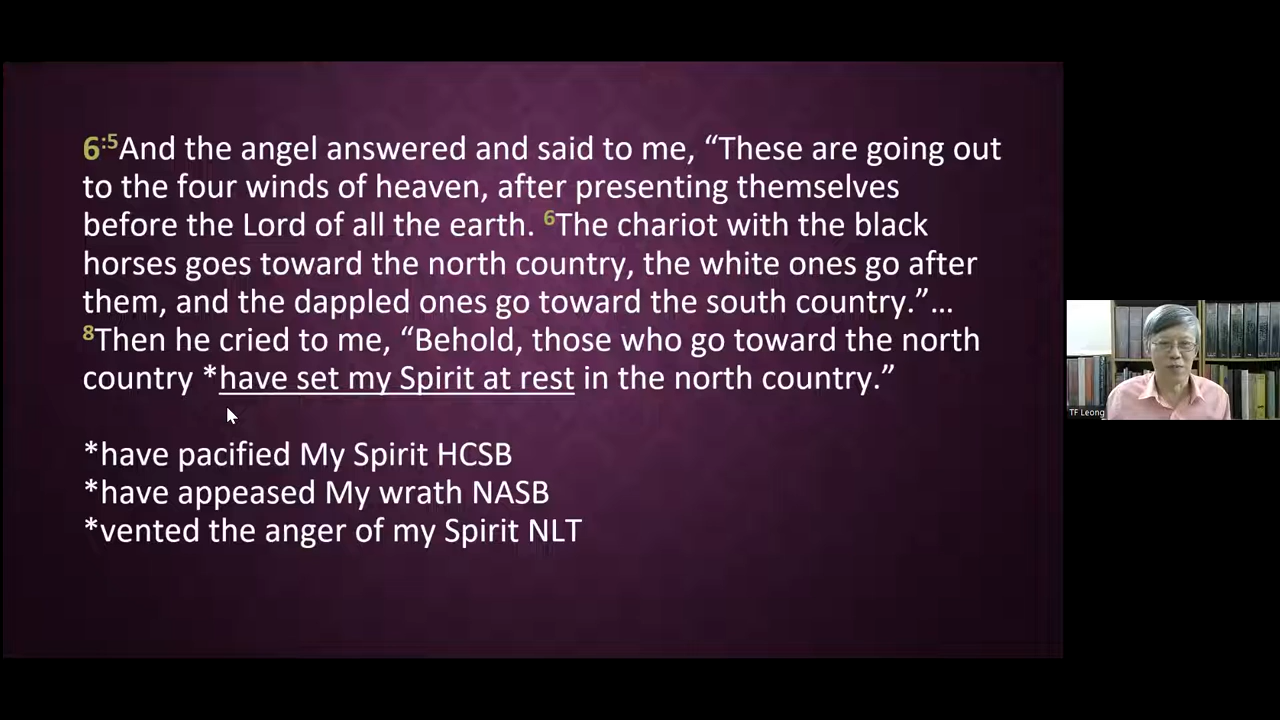 6:5And the angel answered and said to me, “These are going out
to the four winds of heaven, after presenting themselves
before the Lord of all the earth. 6The chariot with the black
horses goes toward the north country, the white ones go after
them, and the dappled ones go toward the south country.”…
8Then he cried to me, “Behold, those who go toward the north
country *have set my Spirit at rest in the north country.”
*have pacified My Spirit HCSB
*have appeased My wrath NASB
*vented the anger of my Spirit NLT
TF Leong